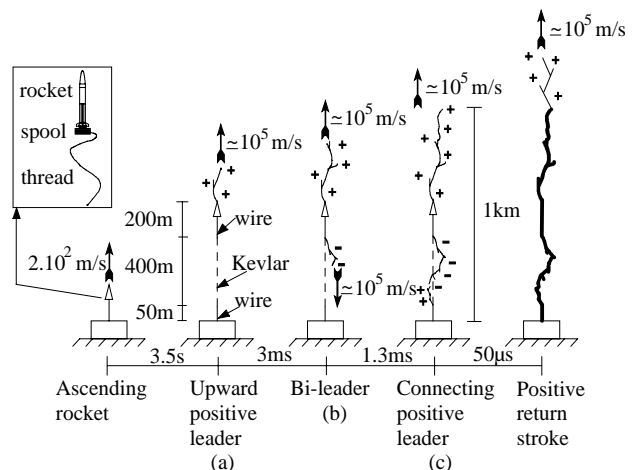 rocket
spool
thread
2.10² m/s
200m
400m
50m
≃10⁵ m/s
+
+
+
wire
Kevlar
wire
≃10⁵ m/s
+
+
+
+
-
-
≃10⁵ m/s
≃10⁵ m/s
+
+
+
+
+
-
-
-
+
+
+
1km
≃10⁵ m/s
+
+
+
+
3.5s
3ms
1.3ms
50µs
Ascending
rocket
Upward
positive
leader
(a)
Bi-leader
(b)
Connecting
positive
leader
(c)
Positive
return
stroke